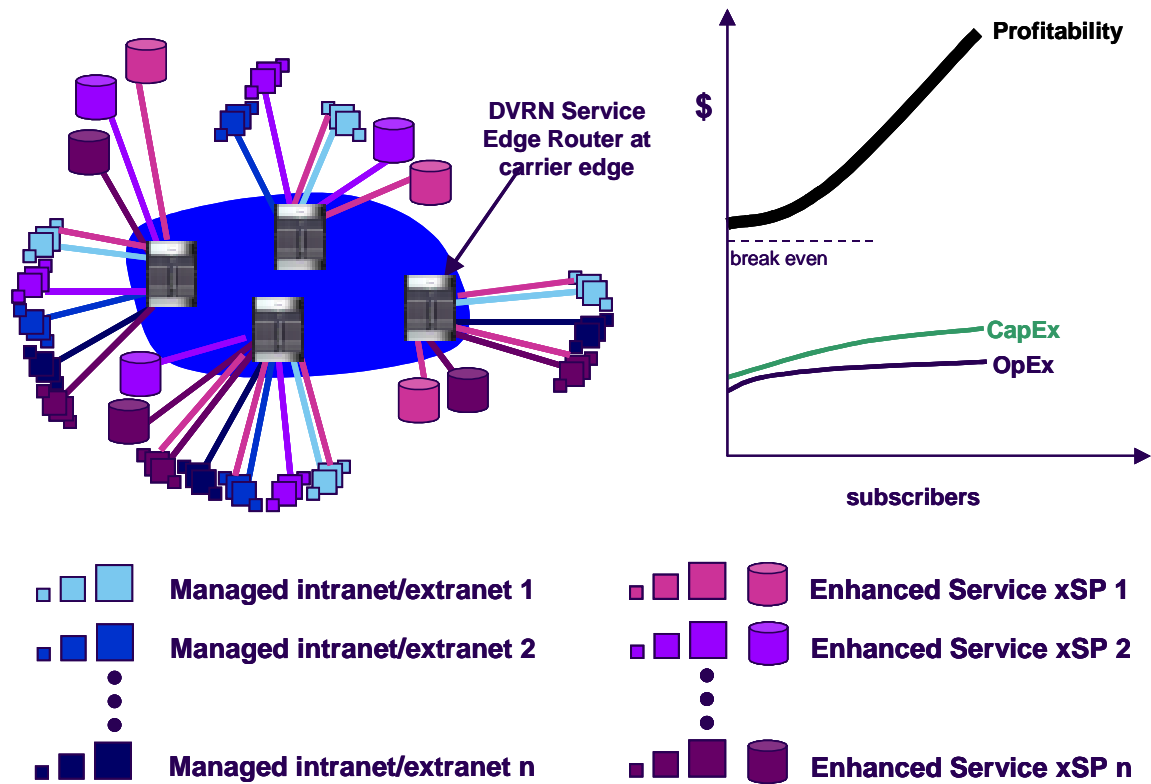 DVRN Service
Edge Router at
carrier edge
Profitability
$
break even
CapEx
OpEx
subscribers
Managed intranet/extranet 1
Enhanced Service xSP 1
Managed intranet/extranet 2
Enhanced Service xSP 2
Managed intranet/extranet n
Enhanced Service xSP n